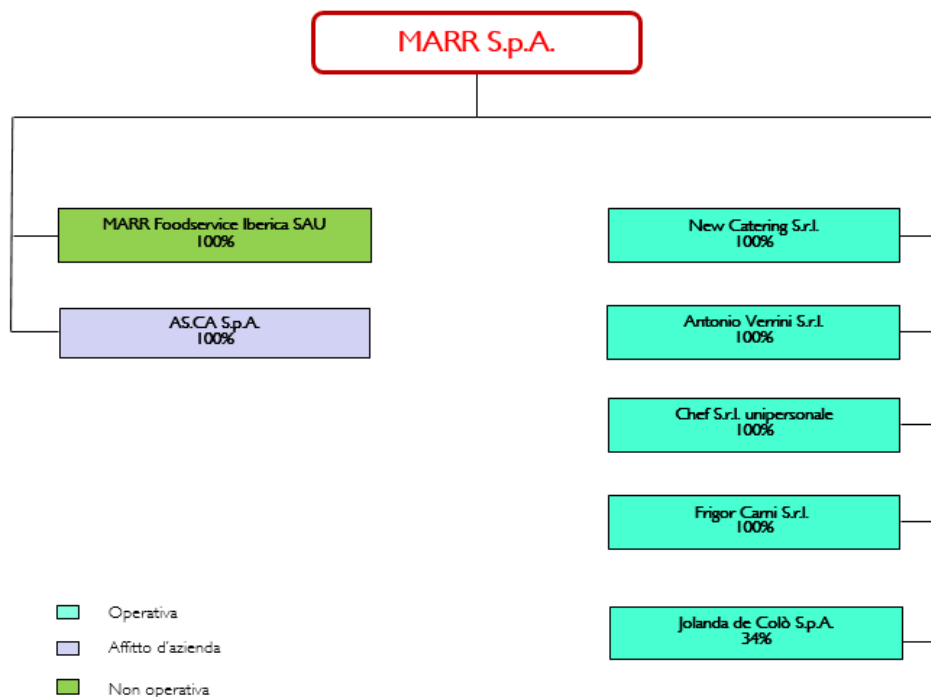 MARR S.p.A.
MARR Foodservice Iberica SAU
100%
AS.CA S.p.A.
100%
New Catering S.r.l.
100%
Antonio Verrini S.r.l.
100%
Chef S.r.l. unipersonale
100%
Frigor Carni S.r.l.
100%
Jolanda de Colò S.p.A.
34%
Operativa
Affitto d'azienda
Non operativa